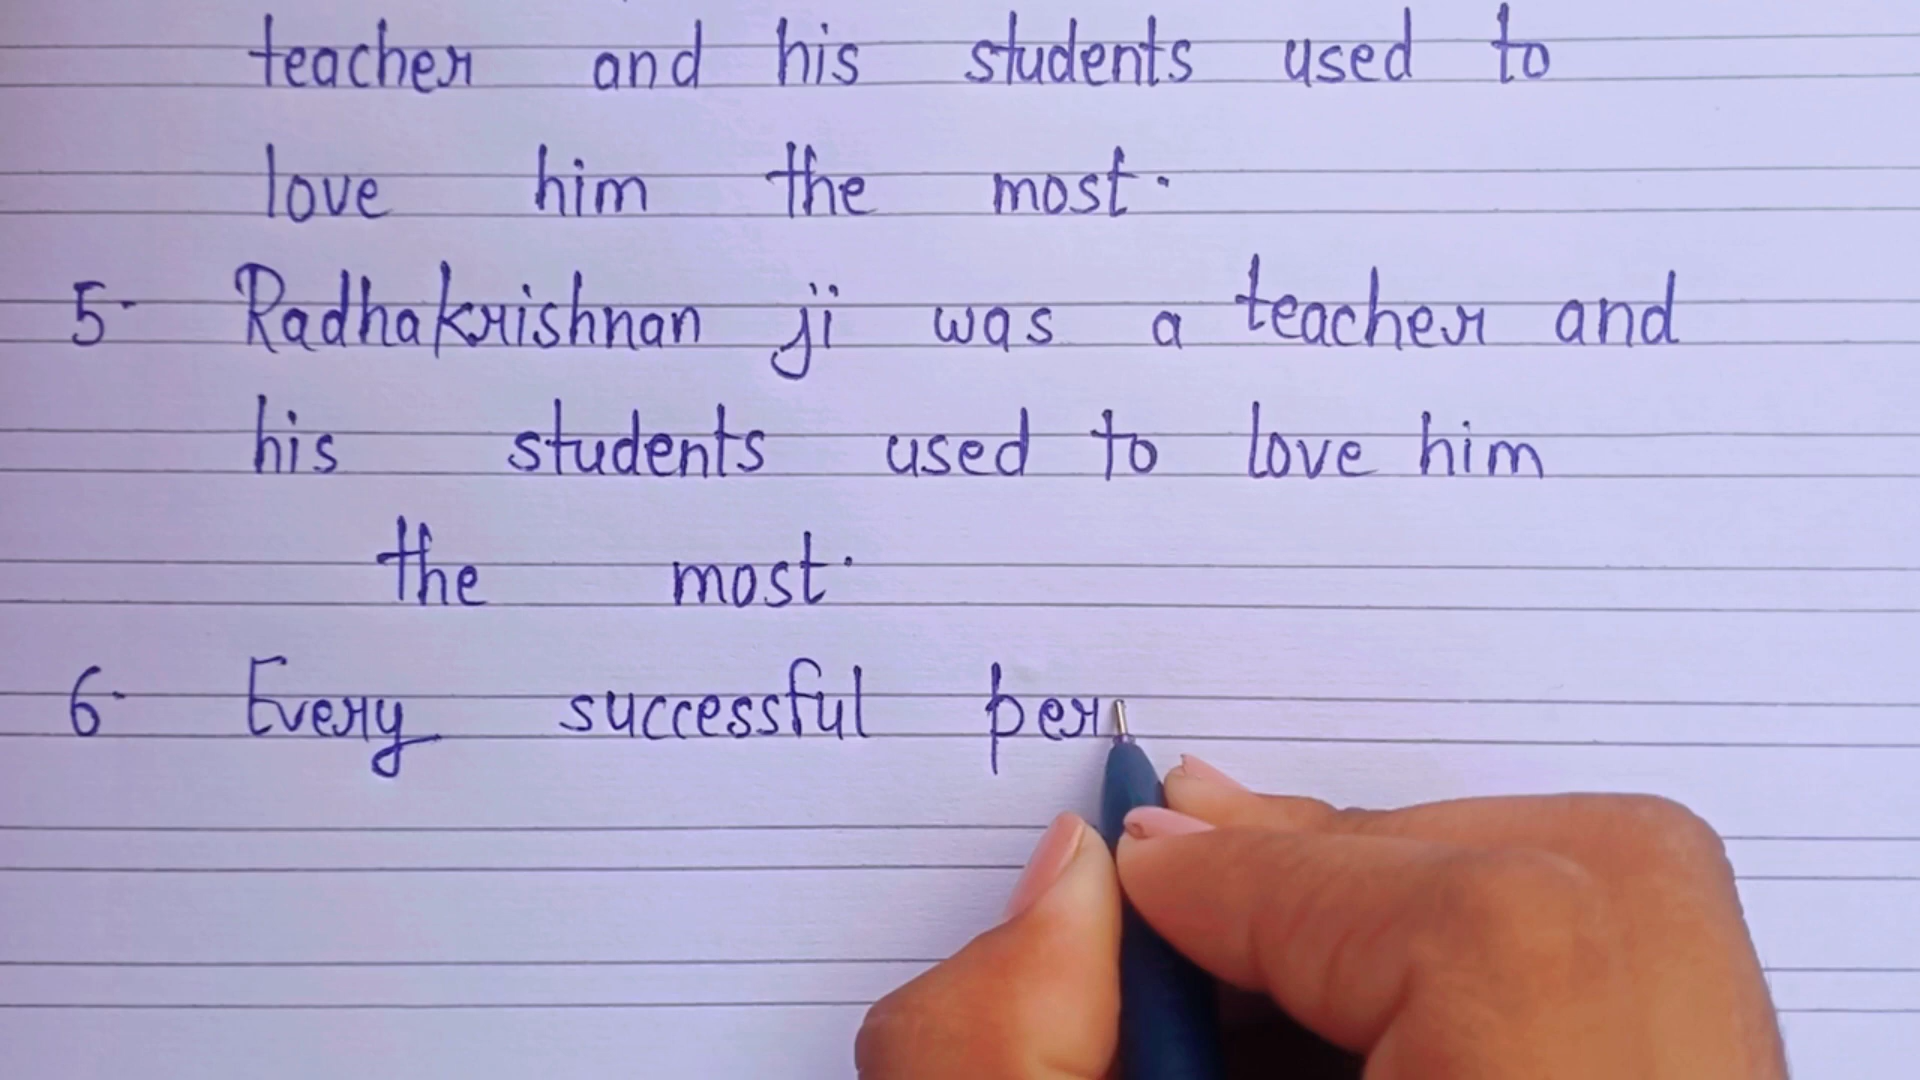 teacher and his students used to
love him the most.
5- Radhakrishnan ji was a teacher and
his students used to love him
the most.
6- Every successful per